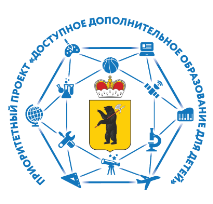 ПРИОРИТЕТНЫЙ ПРОЕКТ «ДОСТУПНОЕ ДОПОЛНИТЕЛЬНОЕ ОБРАЗОВАНИЕ ДЛЯ ДЕТЕЙ»